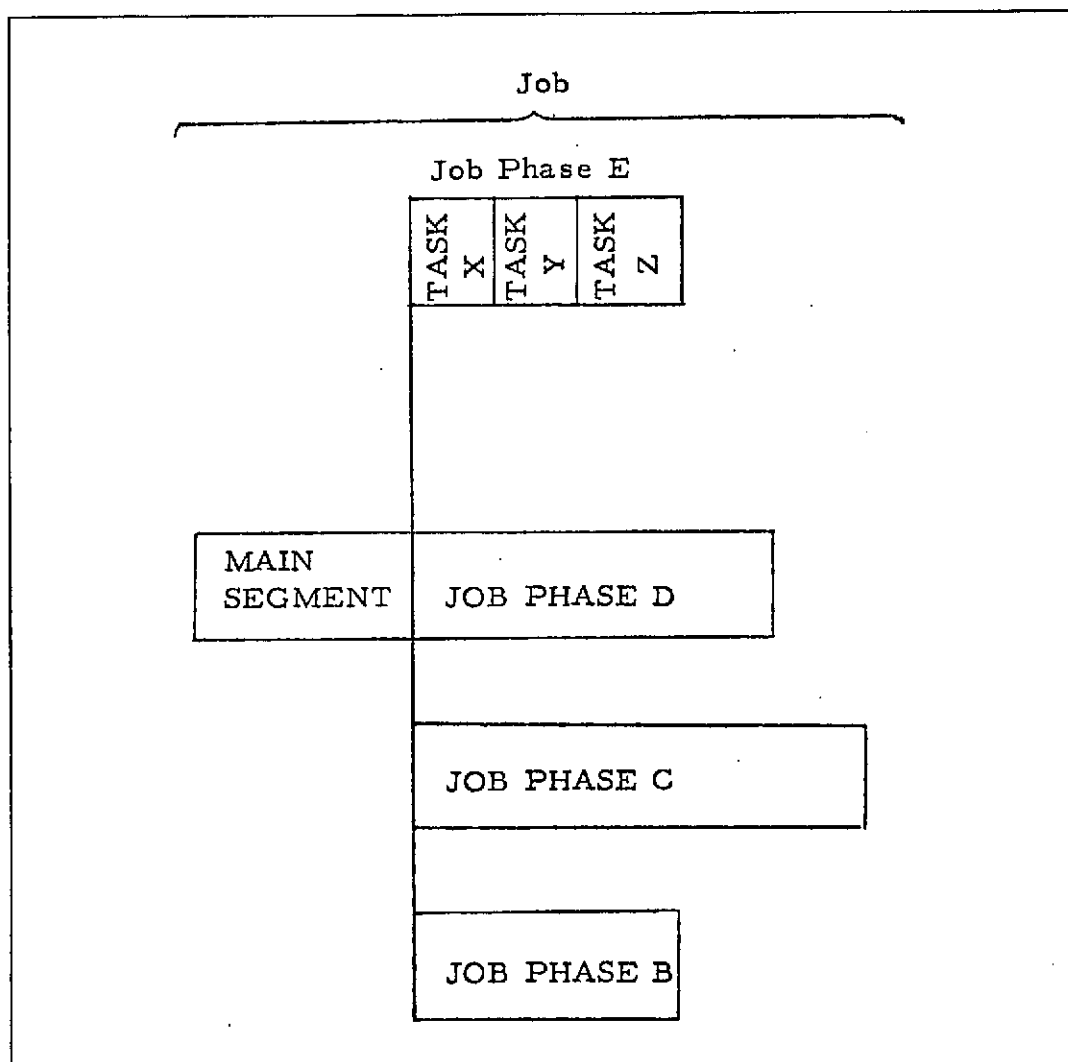 Job
Job Phase E
TASK
X
TASK
Y
TASK
Z
MAIN
SEGMENT
JOB PHASE D
JOB PHASE C
JOB PHASE B